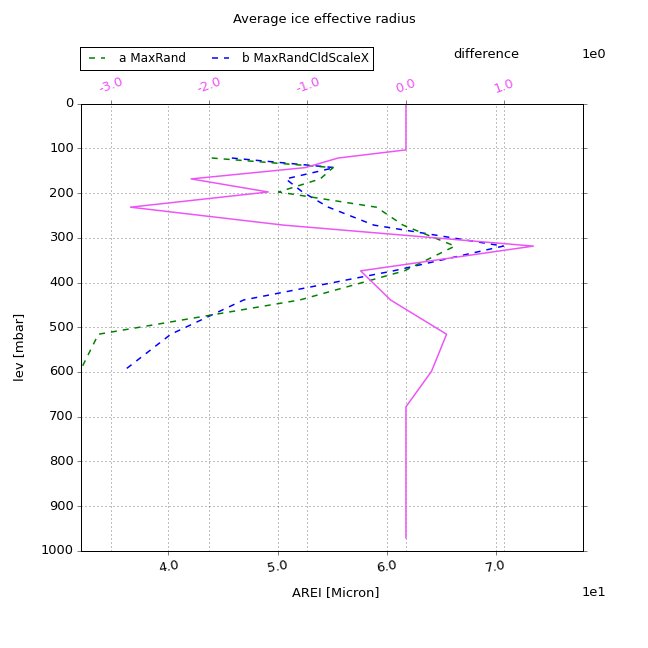 Average ice effective radius
a MaxRand b MaxRandCldScaleX difference 1e0
-3.0 -2.0 -1.0 0.0 1.0
0
100
200
300
400
500
600
700
800
900
1000
lev [mbar]
4.0 5.0 6.0 7.0
AREI [Micron] 1e1